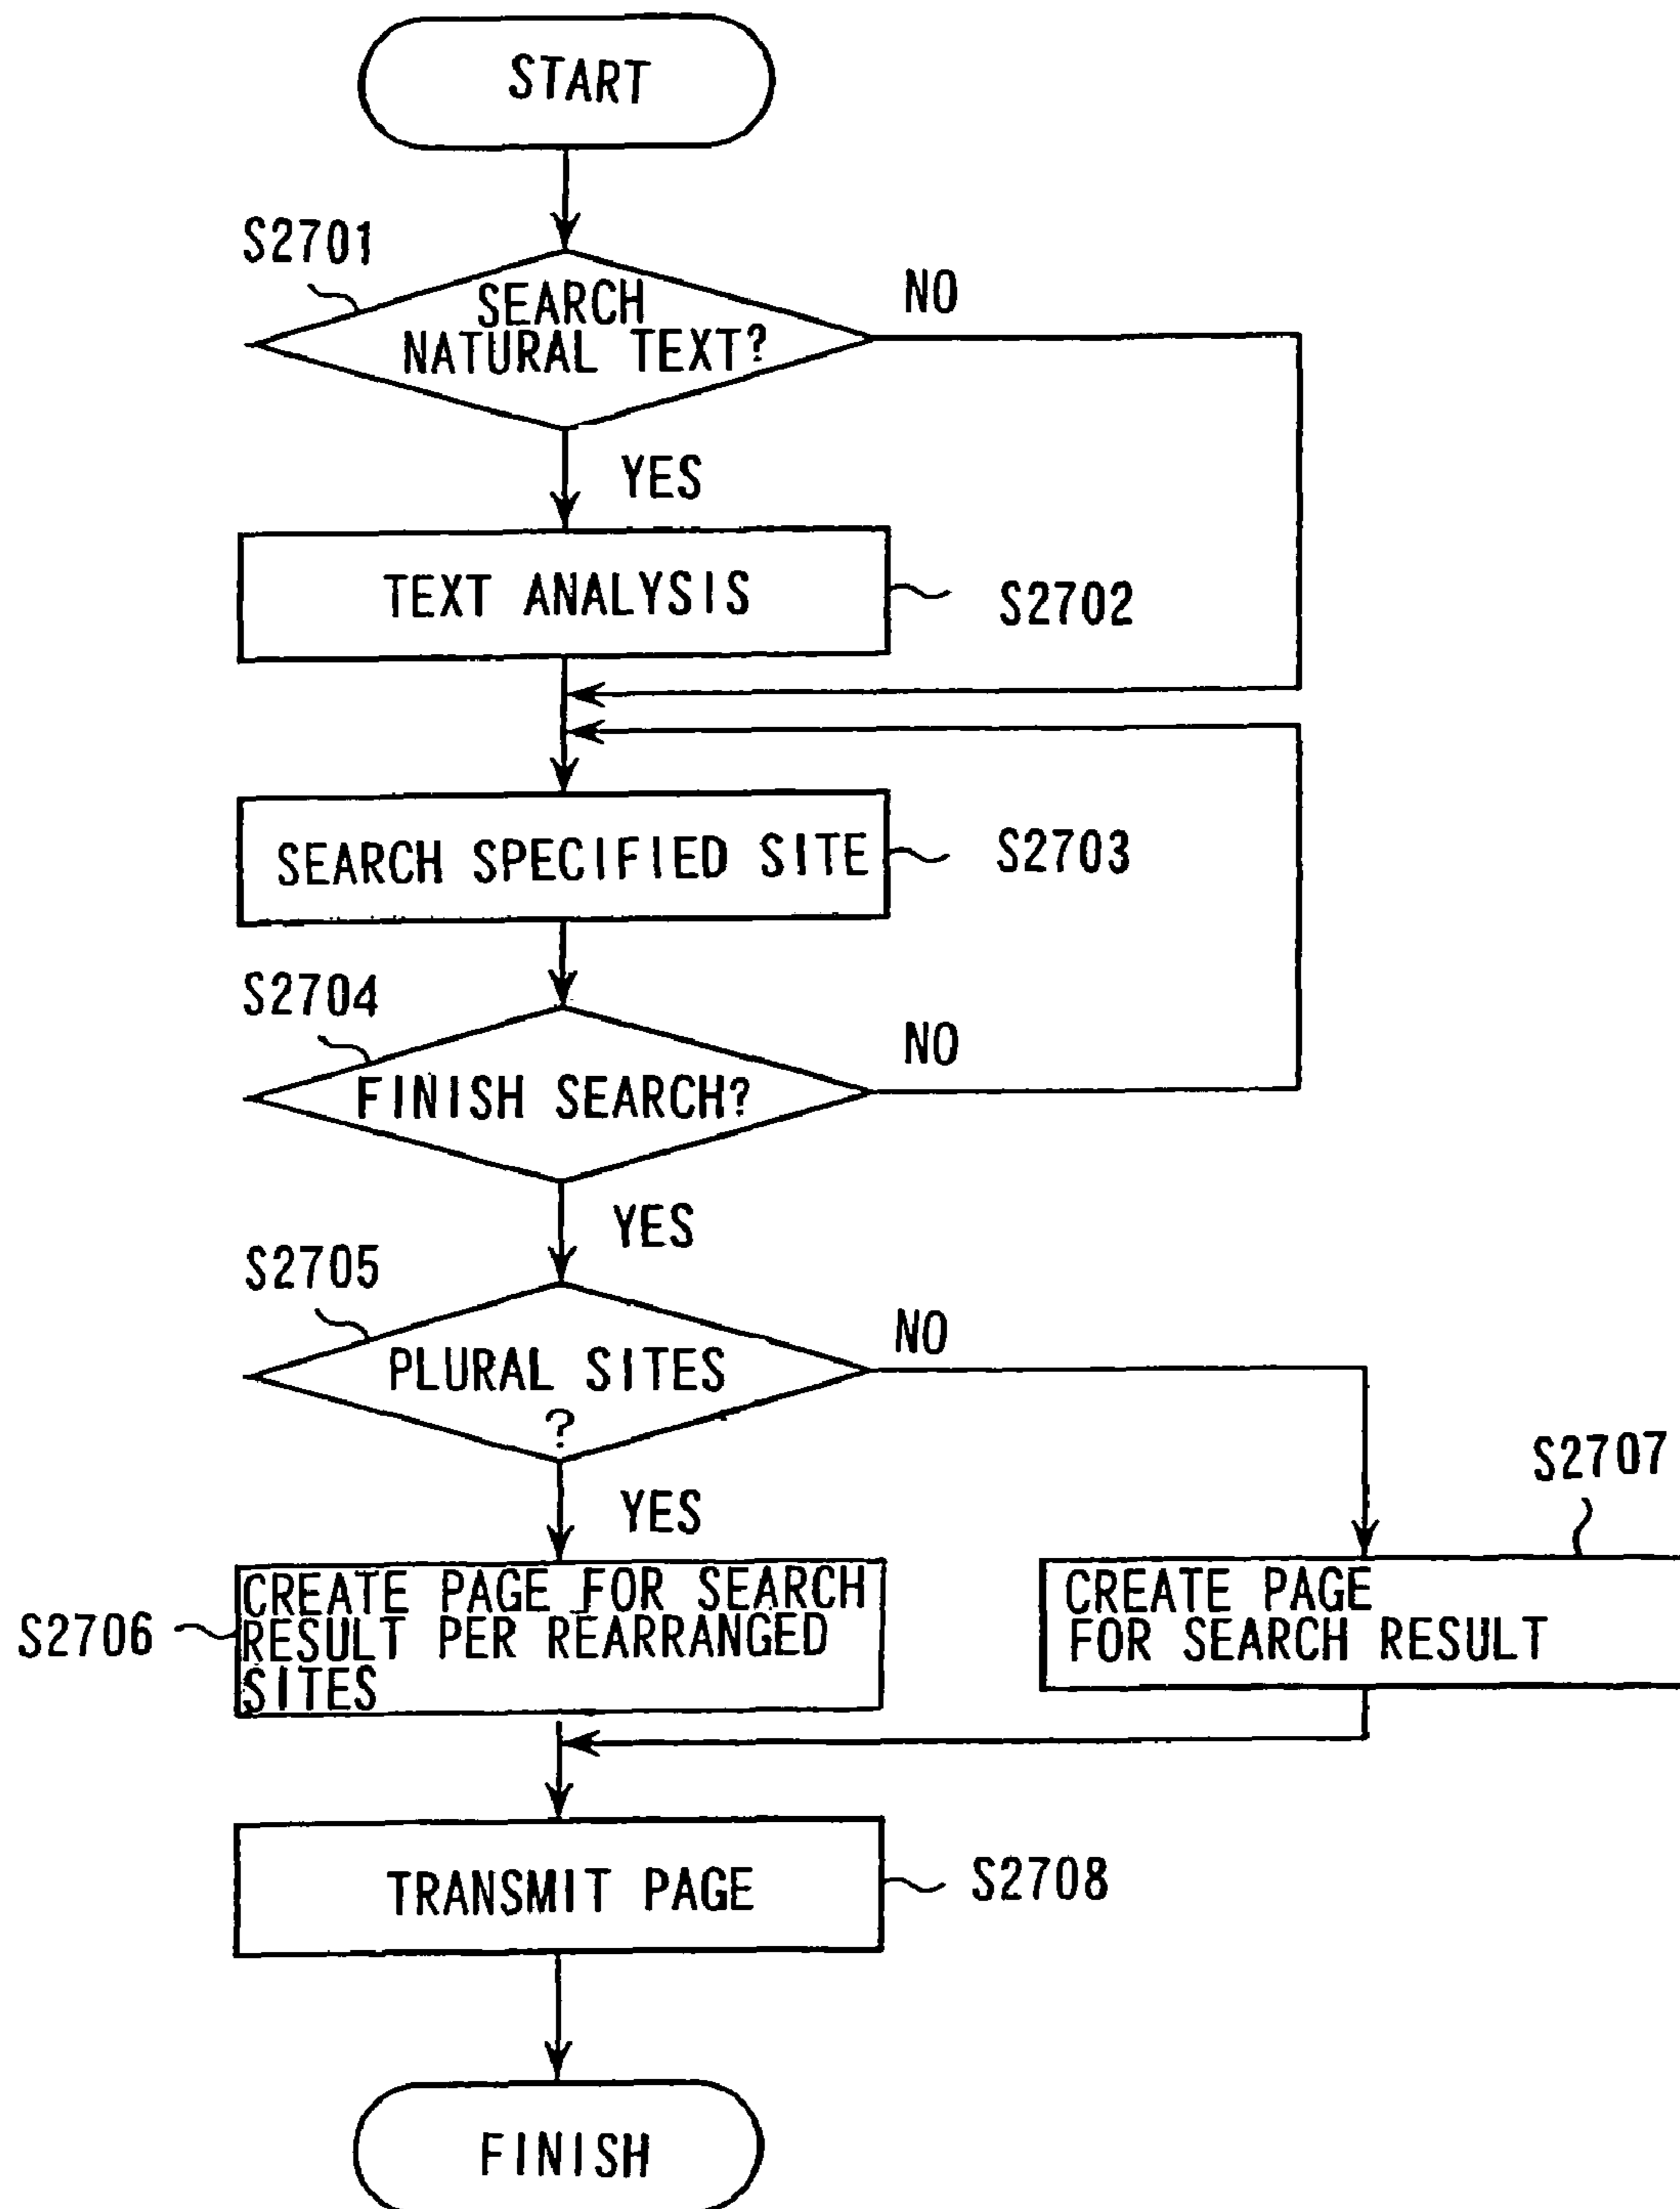 START
S2701
SEARCH
NATURAL TEXT?
NO
YES
TEXT ANALYSIS
S2702
SEARCH SPECIFIED SITE
S2703
S2704
FINISH SEARCH?
NO
YES
S2705
PLURAL SITES
?
NO
YES
S2706
CREATE PAGE FOR SEARCH
RESULT PER REARRANGED
SITES
S2707
CREATE PAGE
FOR SEARCH RESULT
TRANSMIT PAGE
S2708
FINISH